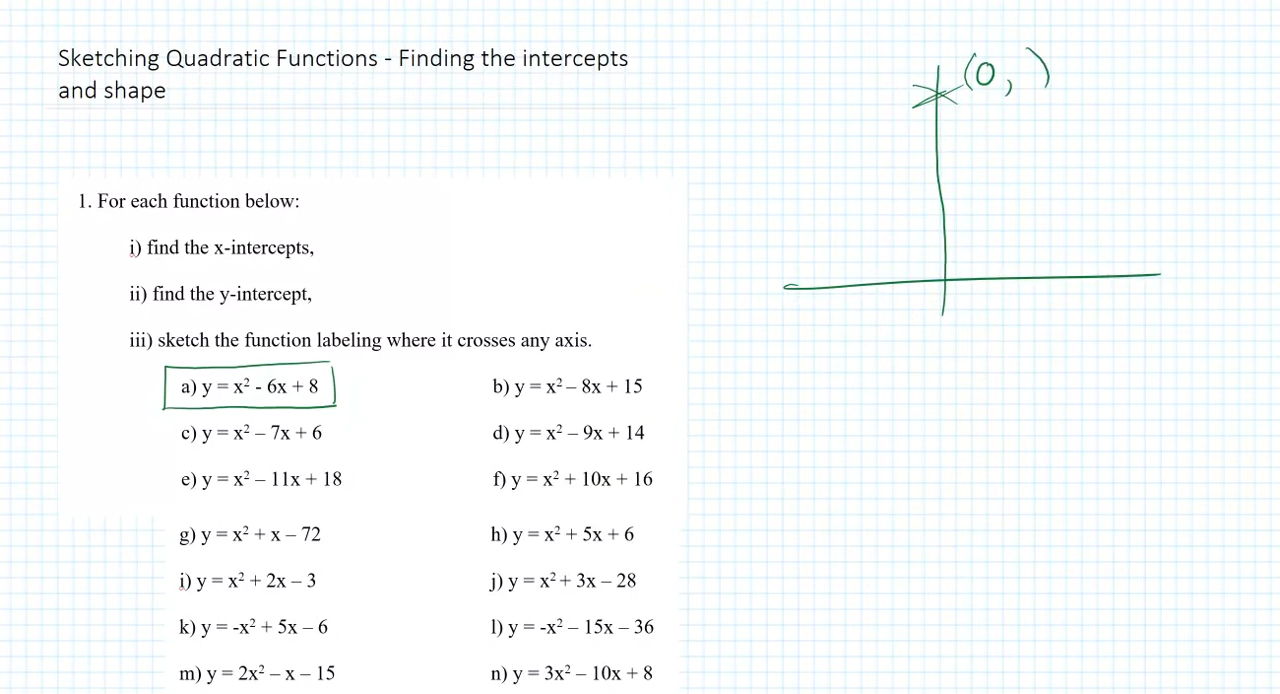 Sketching Quadratic Functions - Finding the intercepts
and shape
(0, )
1. For each function below:
i) find the x-intercepts,
ii) find the y-intercept,
iii) sketch the function labeling where it crosses any axis.
a) y = x² - 6x + 8
b) y = x² – 8x + 15
c) y = x² – 7x + 6
d) y = x² – 9x + 14
e) y = x² – 11x + 18
f) y = x² + 10x + 16
g) y = x² + x – 72
h) y = x² + 5x + 6
i) y = x² + 2x – 3
j) y = x² + 3x – 28
k) y = -x² + 5x – 6
l) y = -x² – 15x – 36
m) y = 2x² – x – 15
n) y = 3x² – 10x + 8